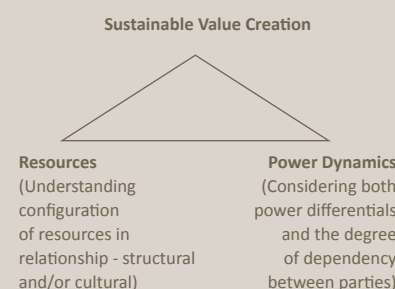 Sustainable Value Creation
Resources
(Understanding
configuration
of resources in
relationship - structural
and/or cultural)
Power Dynamics
(Considering both
power differentials
and the degree
of dependency
between parties)